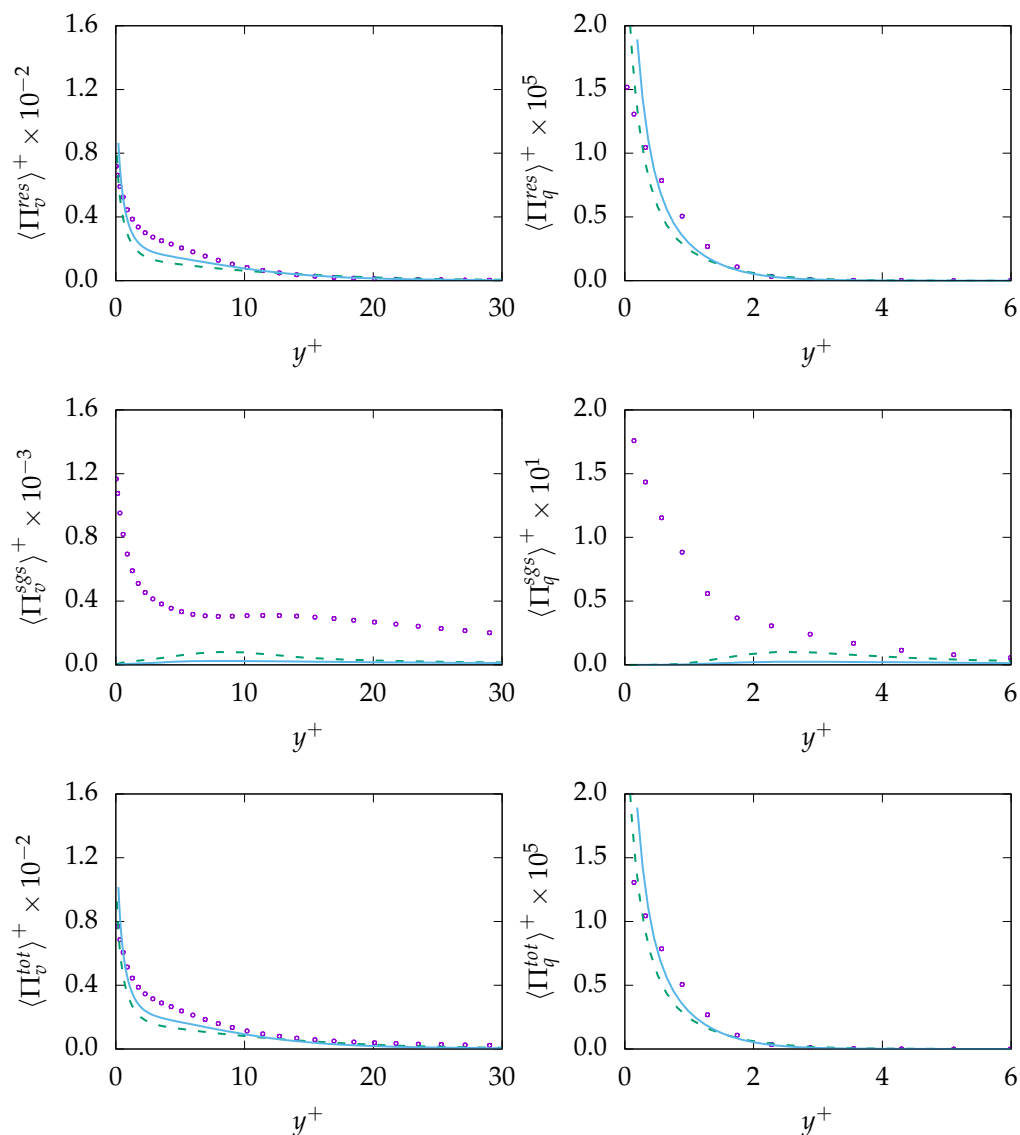 ⟨Π_v^{res}⟩^+ × 10^{−2}
1.6
1.2
0.8
0.4
0.0
0 10 20 30
y^+
⟨Π_q^{res}⟩^+ × 10^5
2.0
1.5
1.0
0.5
0.0
0 2 4 6
y^+
⟨Π_v^{sgs}⟩^+ × 10^{−3}
1.6
1.2
0.8
0.4
0.0
0 10 20 30
y^+
⟨Π_q^{sgs}⟩^+ × 10^1
2.0
1.5
1.0
0.5
0.0
0 2 4 6
y^+
⟨Π_v^{tot}⟩^+ × 10^{−2}
1.6
1.2
0.8
0.4
0.0
0 10 20 30
y^+
⟨Π_q^{tot}⟩^+ × 10^5
2.0
1.5
1.0
0.5
0.0
0 2 4 6
y^+